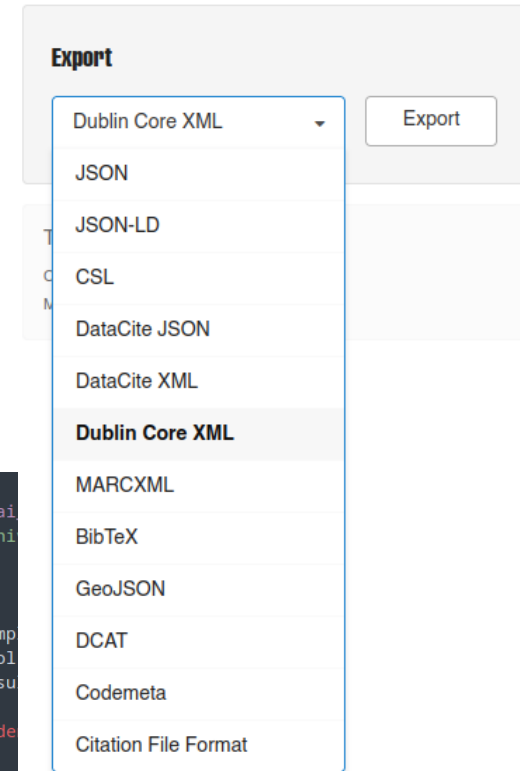 Export
Dublin Core XML
Export
JSON
JSON-LD
CSL
DataCite JSON
DataCite XML
Dublin Core XML
MARCXML
BibTeX
GeoJSON
DCAT
Codemeta
Citation File Format